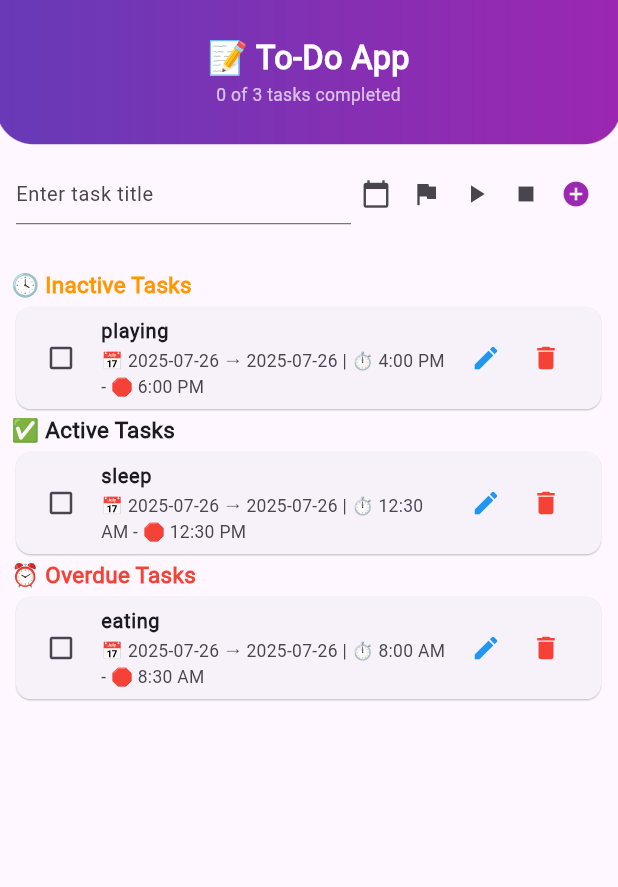 📝 To-Do App
0 of 3 tasks completed
Enter task title
🕓 Inactive Tasks
playing
📅 2025-07-26 → 2025-07-26 | ⏱️ 4:00 PM
- 🛑 6:00 PM
✅ Active Tasks
sleep
📅 2025-07-26 → 2025-07-26 | ⏱️ 12:30
AM - 🛑 12:30 PM
⏰ Overdue Tasks
eating
📅 2025-07-26 → 2025-07-26 | ⏱️ 8:00 AM
- 🛑 8:30 AM